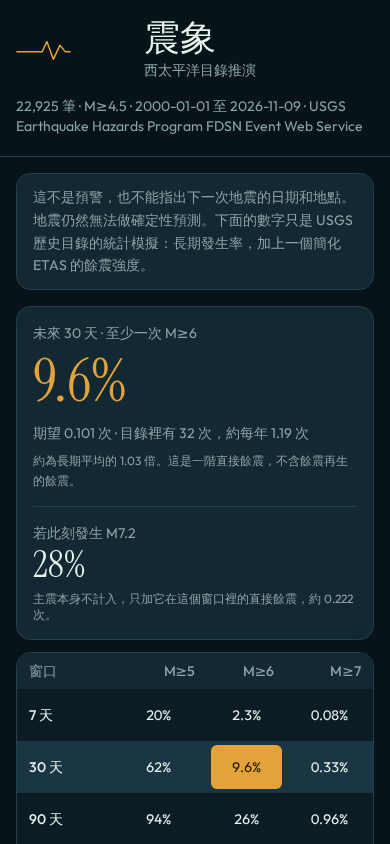 震象
西太平洋目錄推演
22,925 筆 · M≥4.5 · 2000-01-01 至 2026-11-09 · USGS
Earthquake Hazards Program FDSN Event Web Service
這不是預警，也不能指出下一次地震的日期和地點。
地震仍然無法做確定性預測。下面的數字只是 USGS
歷史目錄的統計模擬：長期發生率，加上一個簡化
ETAS 的餘震強度。
未來 30 天 · 至少一次 M≥6
9.6%
期望 0.101 次 · 目錄裡有 32 次，約每年 1.19 次
約為長期平均的 1.03 倍。這是一階直接餘震，不含餘震再生
的餘震。
若此刻發生 M7.2
28%
主震本身不計入，只加它在這個窗口裡的直接餘震，約 0.222
次。
窗口 M≥5 M≥6 M≥7
7 天 20% 2.3% 0.08%
30 天 62% 9.6% 0.33%
90 天 94% 26% 0.96%